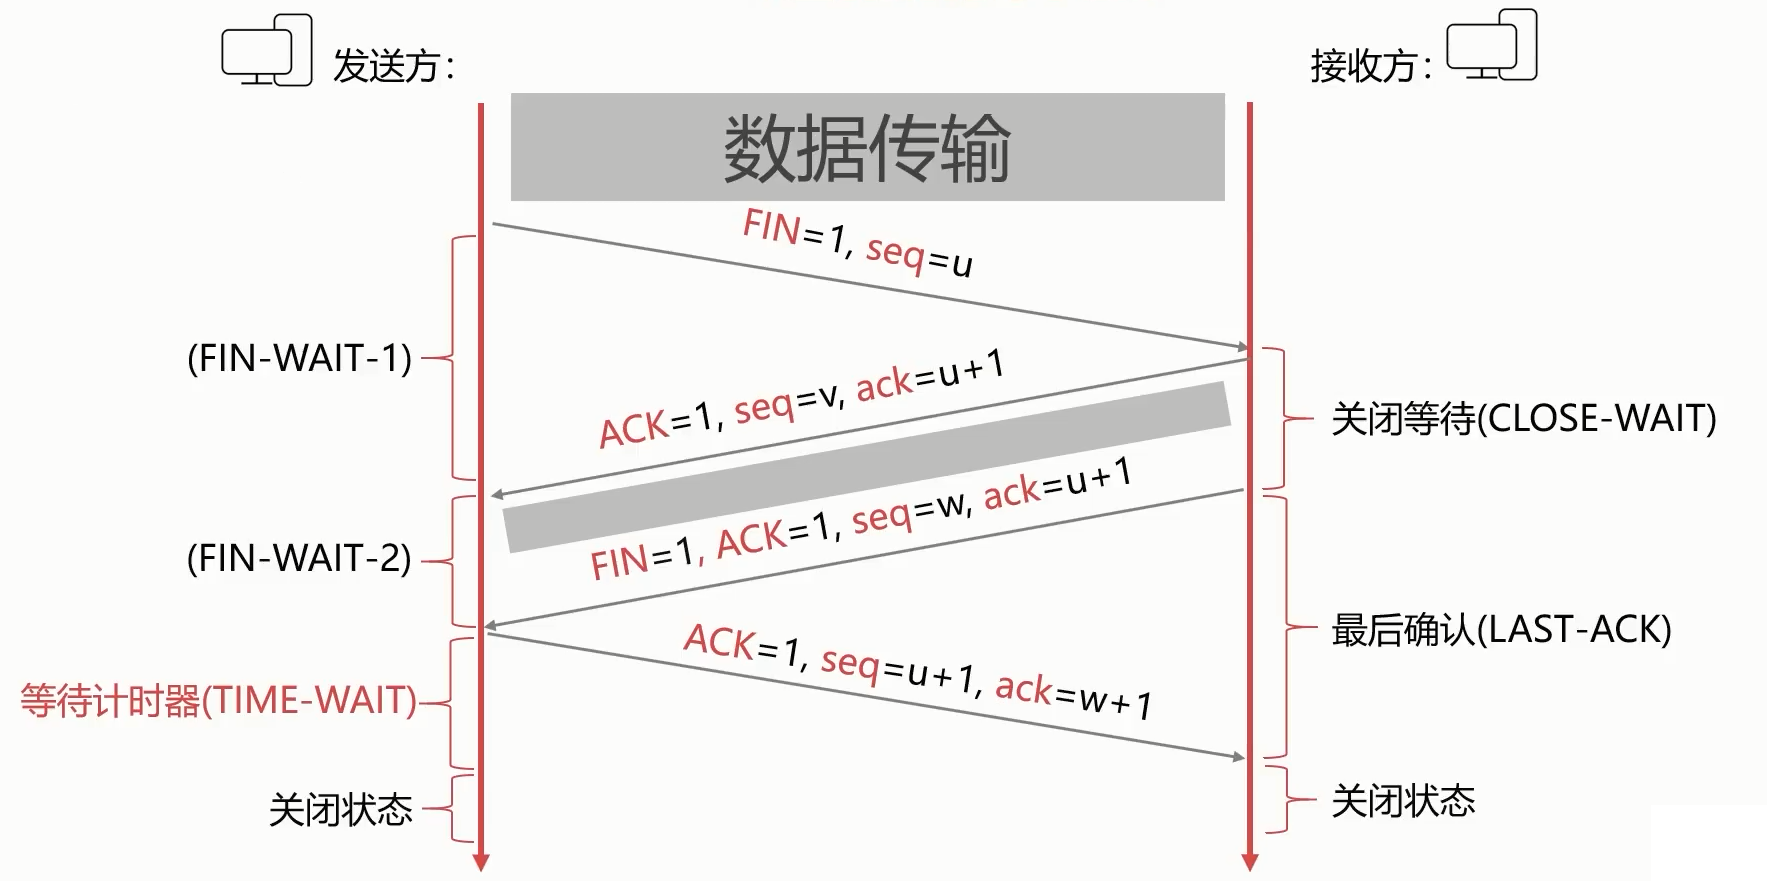 发送方：
接收方：
数据传输
FIN=1, seq=u
(FIN-WAIT-1)
ACK=1, seq=v, ack=u+1
关闭等待(CLOSE-WAIT)
(FIN-WAIT-2)
FIN=1, ACK=1, seq=w, ack=u+1
最后确认(LAST-ACK)
ACK=1, seq=u+1, ack=w+1
等待计时器(TIME-WAIT)
关闭状态
关闭状态